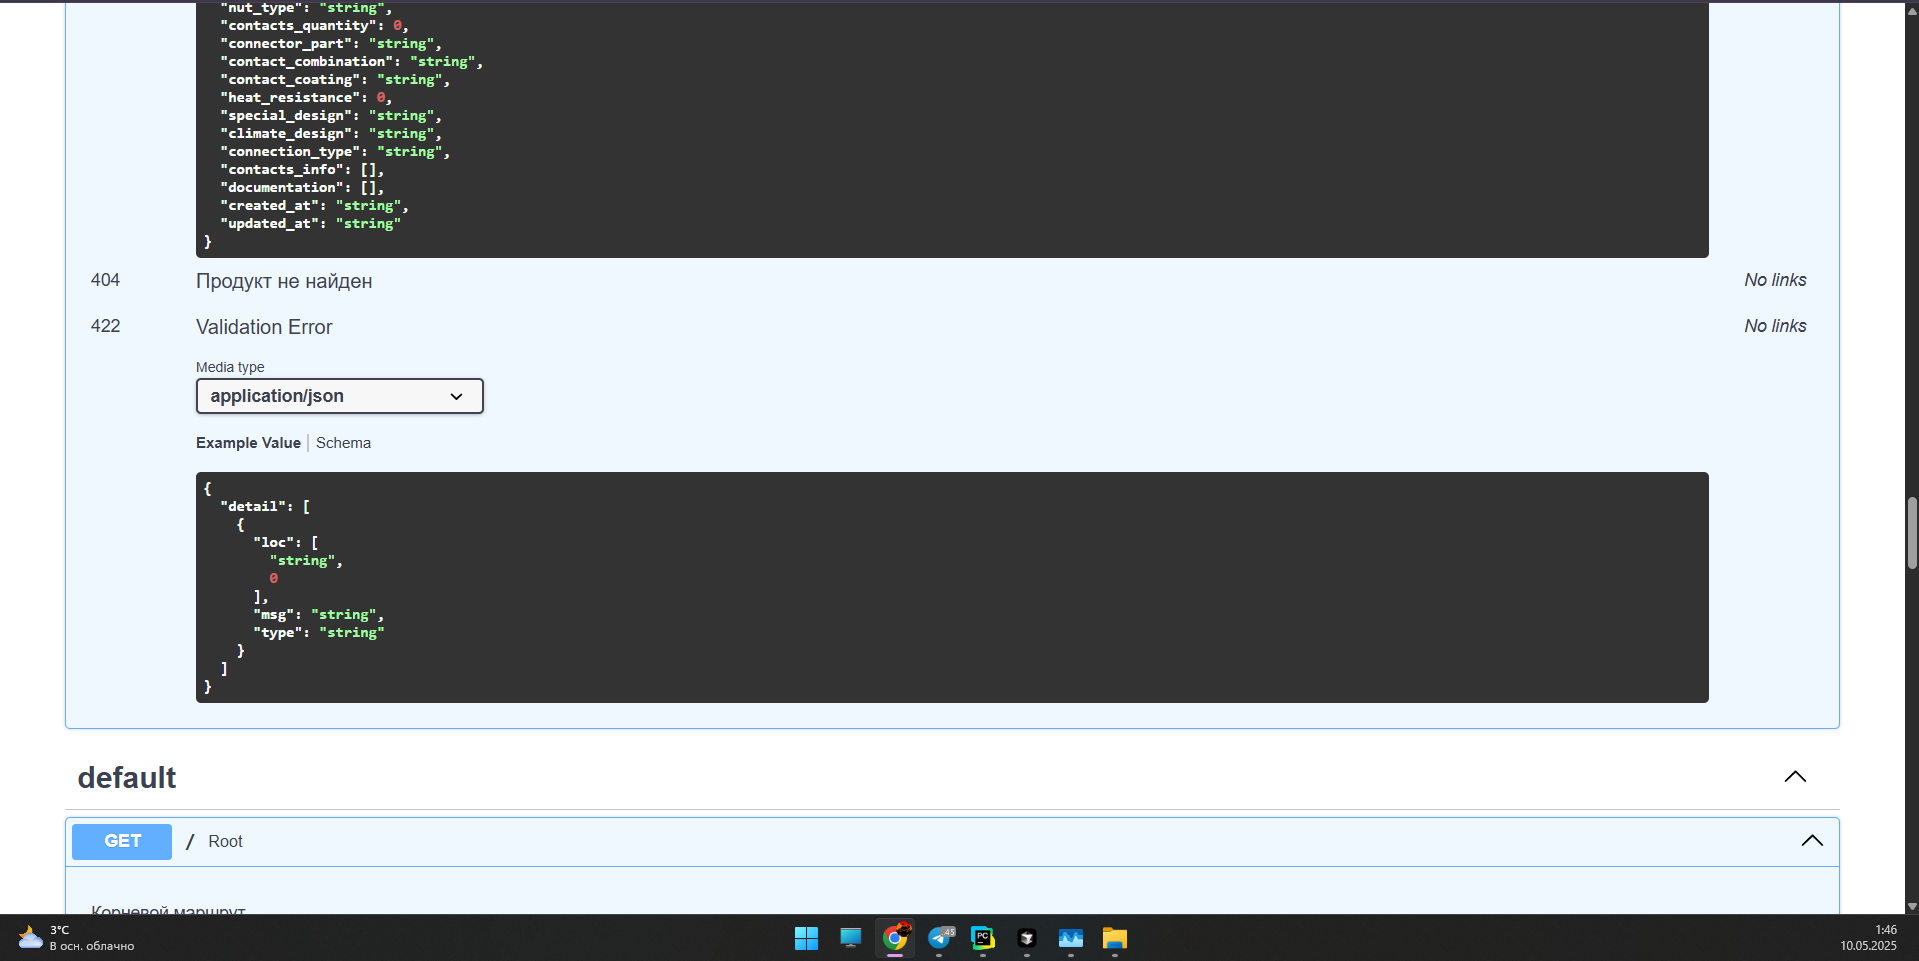 "nut_type": "string",
"contacts_quantity": 0,
"connector_part": "string",
"contact_combination": "string",
"contact_coating": "string",
"heat_resistance": 0,
"special_design": "string",
"climate_design": "string",
"connection_type": "string",
"contacts_info": [],
"documentation": [],
"created_at": "string",
"updated_at": "string"
}
404 Продукт не найден No links
422 Validation Error No links
Media type
application/json
Example Value Schema
{
"detail": [
{
"loc": [
"string",
0
],
"msg": "string",
"type": "string"
}
]
}
default
GET / Root
Корневой маршрут
3°C
В осн. облачно
45
PC
1:46
10.05.2025